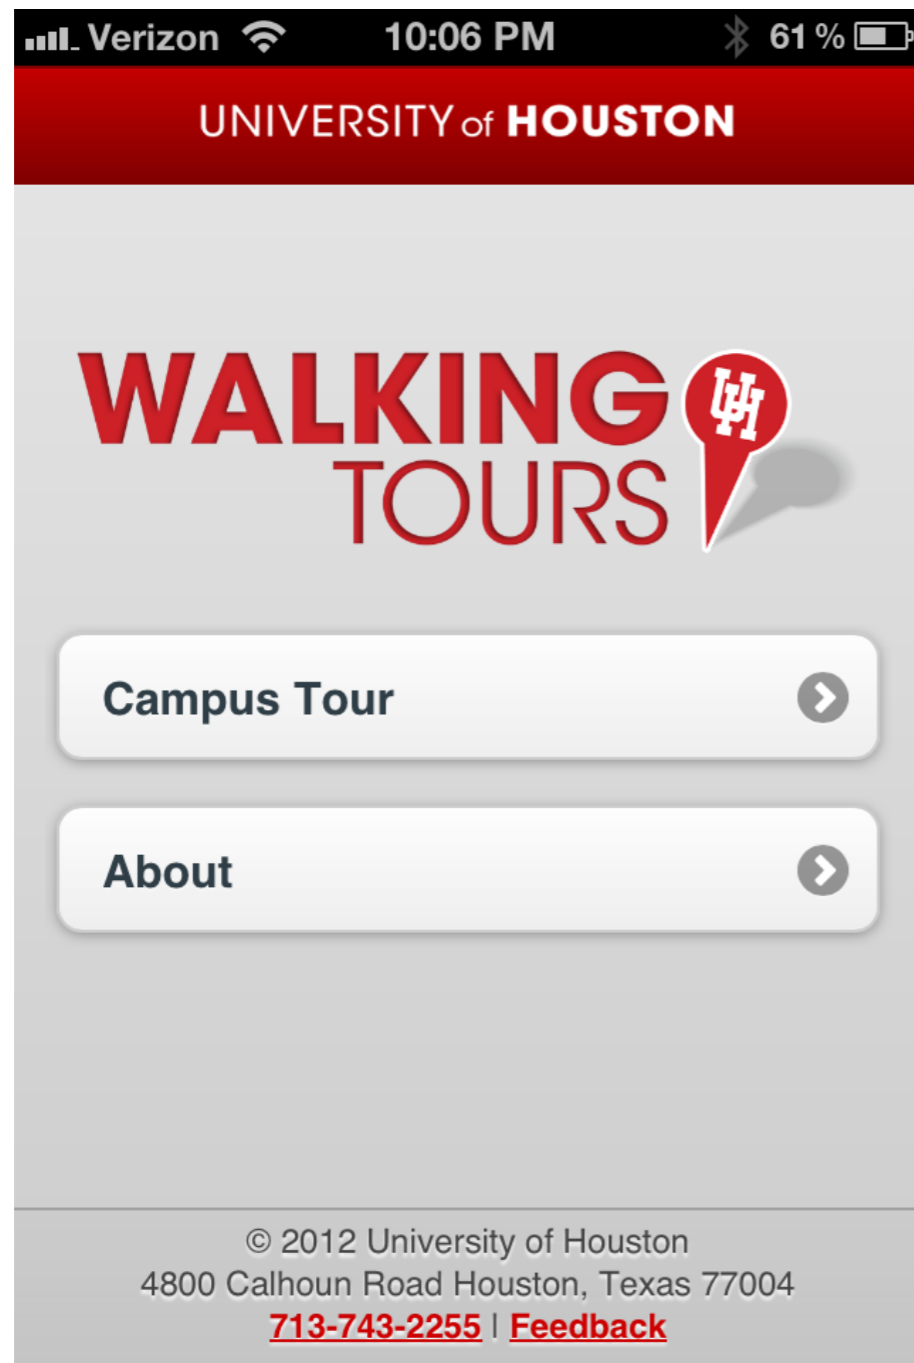 Verizon 10:06 PM 61 %
UNIVERSITY of HOUSTON
WALKING
TOURS
UH
Campus Tour
About
© 2012 University of Houston
4800 Calhoun Road Houston, Texas 77004
713-743-2255 | Feedback